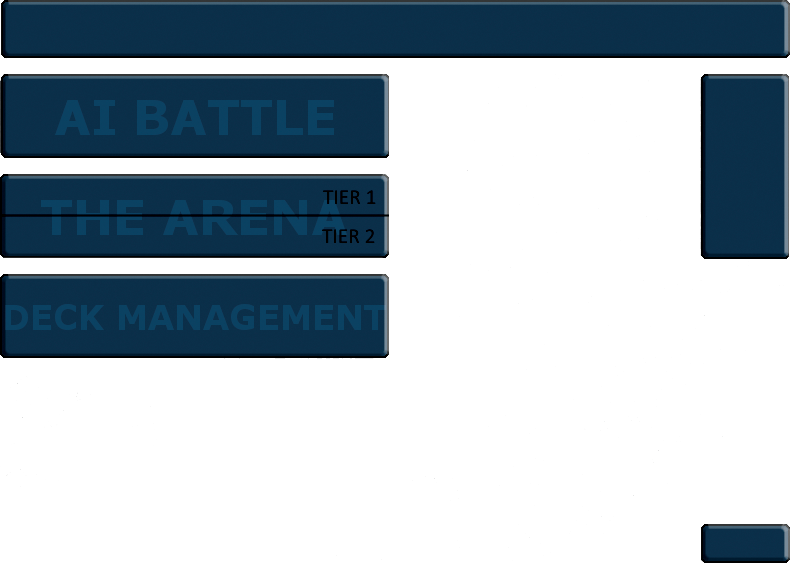 AI BATTLE
TIER 1
THE ARENA
TIER 2
DECK MANAGEMENT